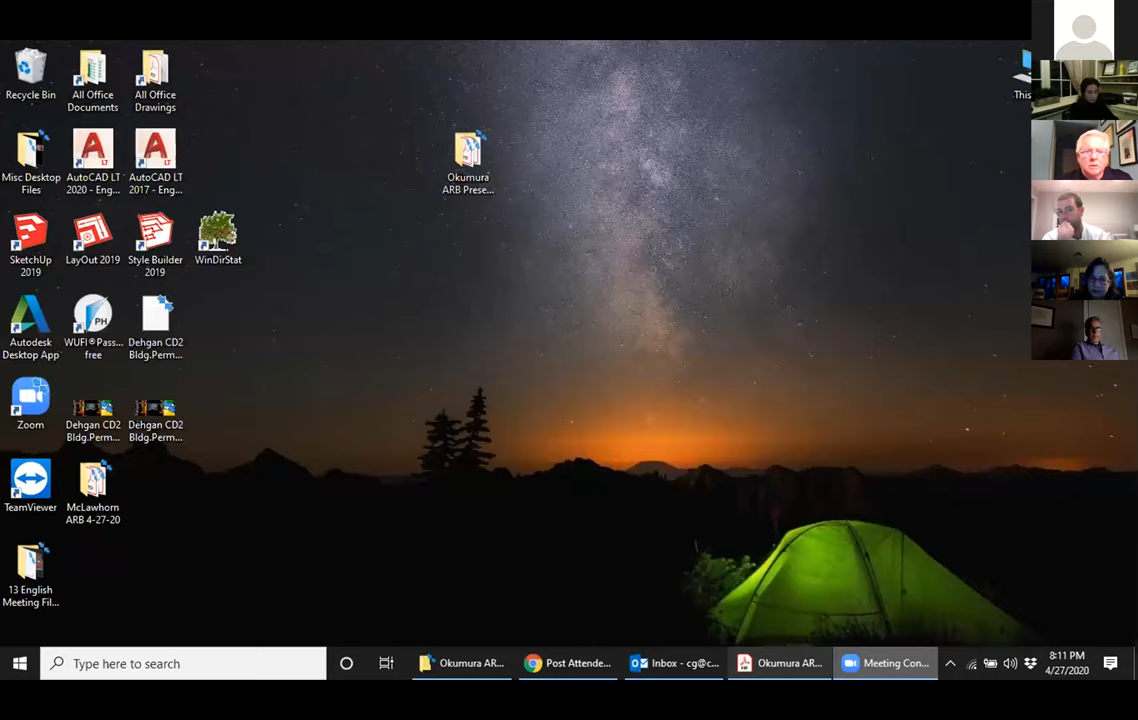 Recycle Bin
All Office
Documents
All Office
Drawings
This
Misc Desktop
Files
AutoCAD LT
2020 - Eng...
AutoCAD LT
2017 - Eng...
Okumura
ARB Prese...
SketchUp
2019
LayOut 2019
Style Builder
2019
WinDirStat
Autodesk
Desktop App
PH
WUFI®Pass...
free
Dehgan CD2
Bldg.Perm...
Zoom
Dehgan CD2
Bldg.Perm...
Dehgan CD2
Bldg.Perm...
TeamViewer
McLawhorn
ARB 4-27-20
13 English
Meeting Fil...
Type here to search
Okumura AR...
Post Attende...
Inbox - cg@c...
Okumura AR...
Meeting Con...
8:11 PM
4/27/2020